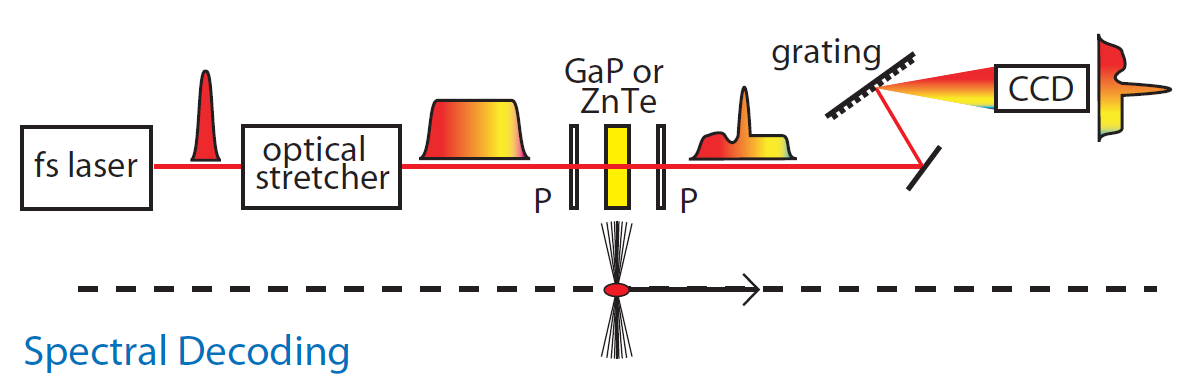 grating
GaP or
ZnTe
CCD
fs laser
optical
stretcher
P
P
Spectral Decoding